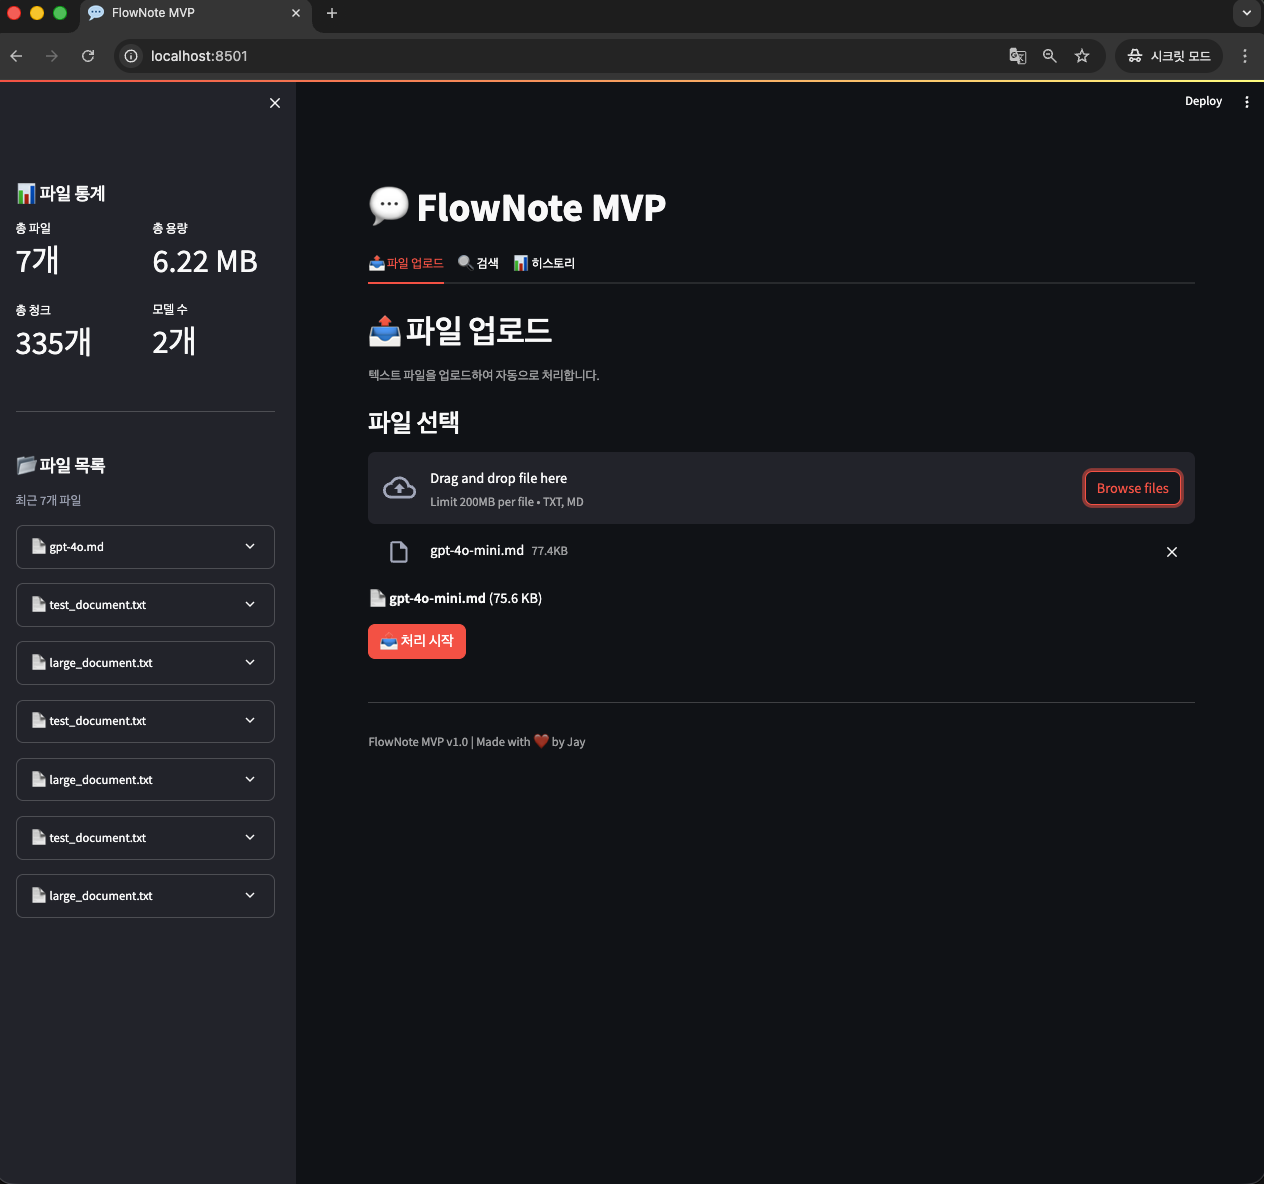 FlowNote MVP
localhost:8501
시크릿 모드
Deploy
파일 통계
총 파일
7개
총 용량
6.22 MB
총 청크
335개
모델 수
2개
파일 목록
최근 7개 파일
gpt-4o.md
test_document.txt
large_document.txt
test_document.txt
large_document.txt
test_document.txt
large_document.txt
FlowNote MVP
파일 업로드
검색
히스토리
파일 업로드
텍스트 파일을 업로드하여 자동으로 처리합니다.
파일 선택
Drag and drop file here
Limit 200MB per file • TXT, MD
Browse files
gpt-4o-mini.md 77.4KB
gpt-4o-mini.md (75.6 KB)
처리 시작
FlowNote MVP v1.0 | Made with ❤️ by Jay